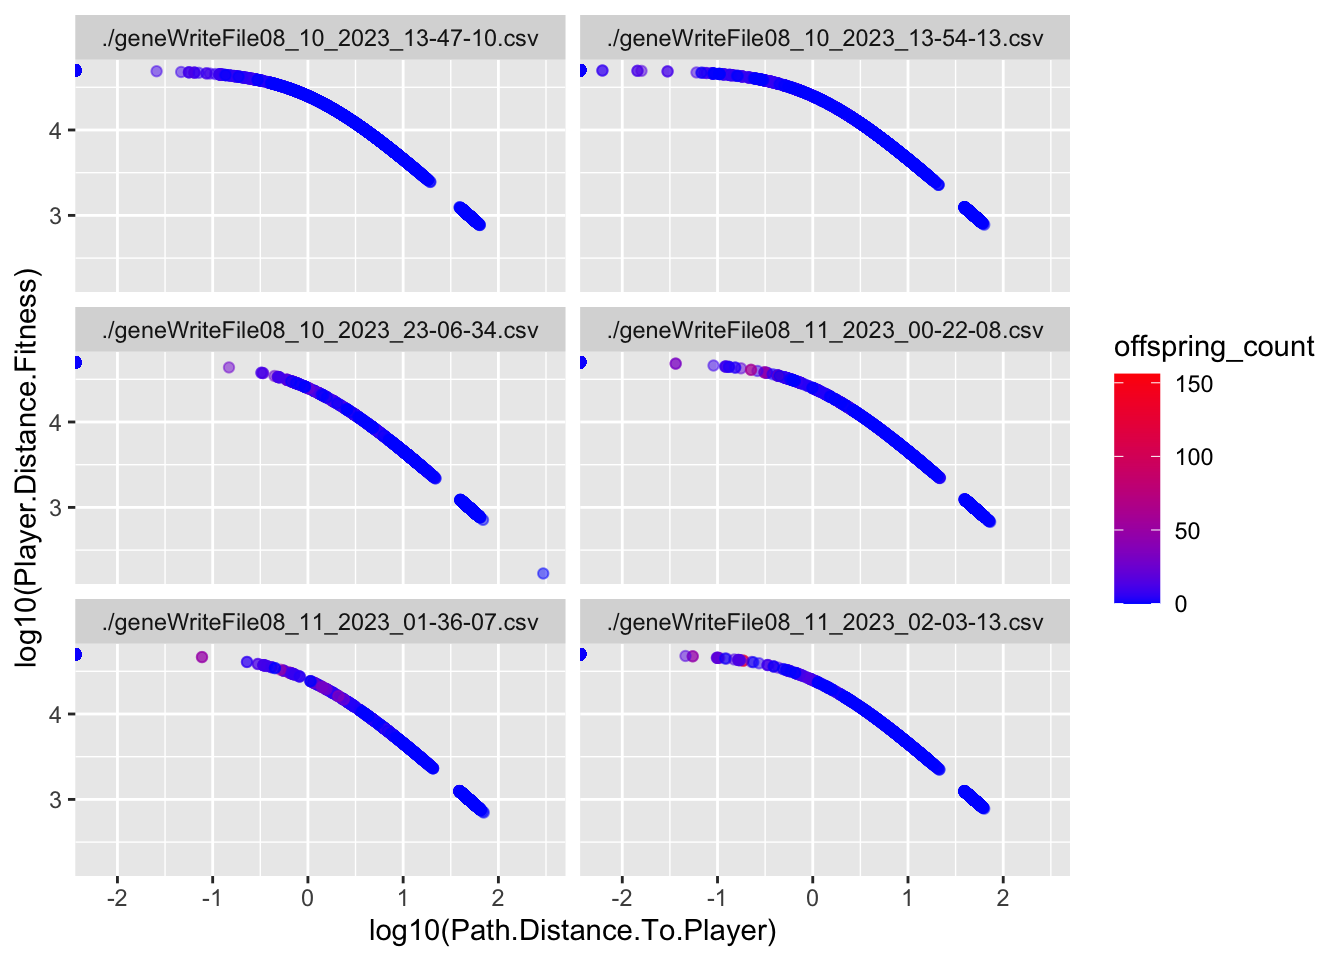 ./geneWriteFile08_10_2023_13-47-10.csv
./geneWriteFile08_10_2023_13-54-13.csv
4
3
./geneWriteFile08_10_2023_23-06-34.csv
./geneWriteFile08_11_2023_00-22-08.csv
4
3
./geneWriteFile08_11_2023_01-36-07.csv
./geneWriteFile08_11_2023_02-03-13.csv
4
3
-2 -1 0 1 2
-2 -1 0 1 2
log10(Path.Distance.To.Player)
log10(Player.Distance.Fitness)
offspring_count
150
100
50
0